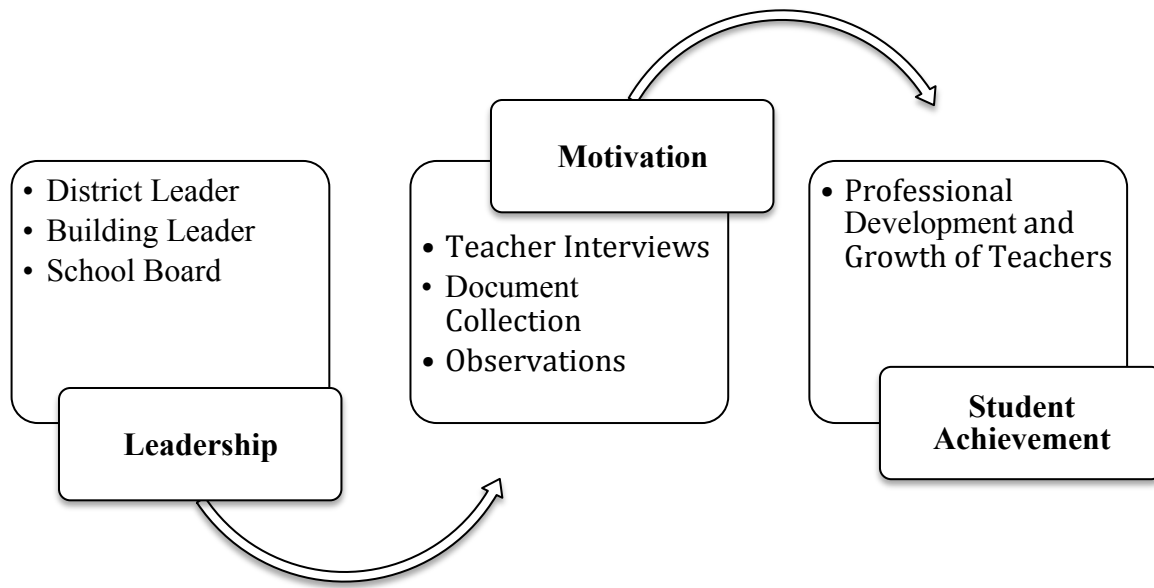 • District Leader
• Building Leader
• School Board
Leadership
Motivation
• Teacher Interviews
• Document
Collection
• Observations
• Professional
Development and
Growth of Teachers
Student
Achievement